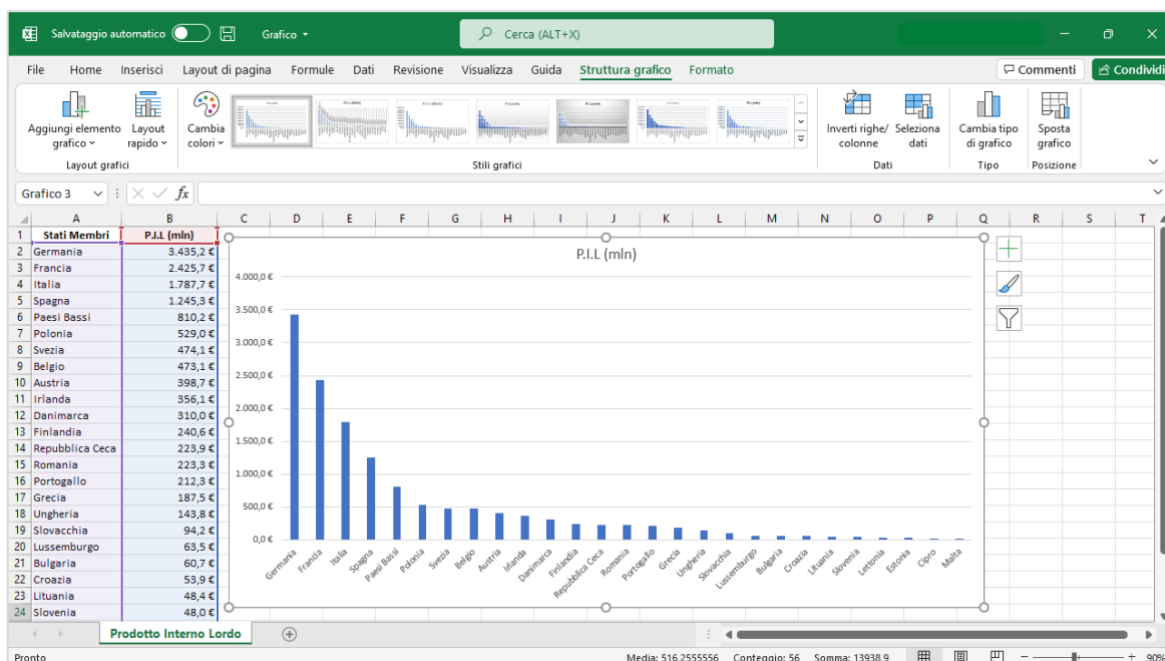 Salvataggio automatico
Grafico
Cerca (ALT+X)
File Home Inserisci Layout di pagina Formule Dati Revisione Visualizza Guida Struttura grafico Formato Commenti Condividi
Aggiungi elemento grafico
Layout rapido
Cambia colori
Inverti righe/ colonne
Seleziona dati
Cambia tipo di grafico
Sposta grafico
Layout grafici Stili grafici Dati Tipo Posizione
Grafico 3 fx
A B C D E F G H I J K L M N O P Q R S T
1 Stati Membri P.I.L (mln)
2 Germania 3.435,2 €
3 Francia 2.425,7 €
4 Italia 1.787,7 €
5 Spagna 1.245,3 €
6 Paesi Bassi 810,2 €
7 Polonia 529,0 €
8 Svezia 474,1 €
9 Belgio 473,1 €
10 Austria 398,7 €
11 Irlanda 356,1 €
12 Danimarca 310,0 €
13 Finlandia 240,6 €
14 Repubblica Ceca 223,9 €
15 Romania 223,3 €
16 Portogallo 212,3 €
17 Grecia 187,5 €
18 Ungheria 143,8 €
19 Slovacchia 94,2 €
20 Lussemburgo 63,5 €
21 Bulgaria 60,7 €
22 Croazia 53,9 €
23 Lituania 48,4 €
24 Slovenia 48,0 €
P.I.L (mln)
4.000,0 €
3.500,0 €
3.000,0 €
2.500,0 €
2.000,0 €
1.500,0 €
1.000,0 €
500,0 €
0,0 €
Germania Francia Italia Spagna Paesi Bassi Polonia Svezia Belgio Austria Irlanda Danimarca Finlandia Repubblica Ceca Romania Portogallo Grecia Ungheria Slovacchia Lussemburgo Bulgaria Croazia Lituania Slovenia Lettonia Estonia Cipro Malta
Prodotto Interno Lordo
Pronto Media: 516,2555556 Conteggio: 56 Somma: 13938,9 90%